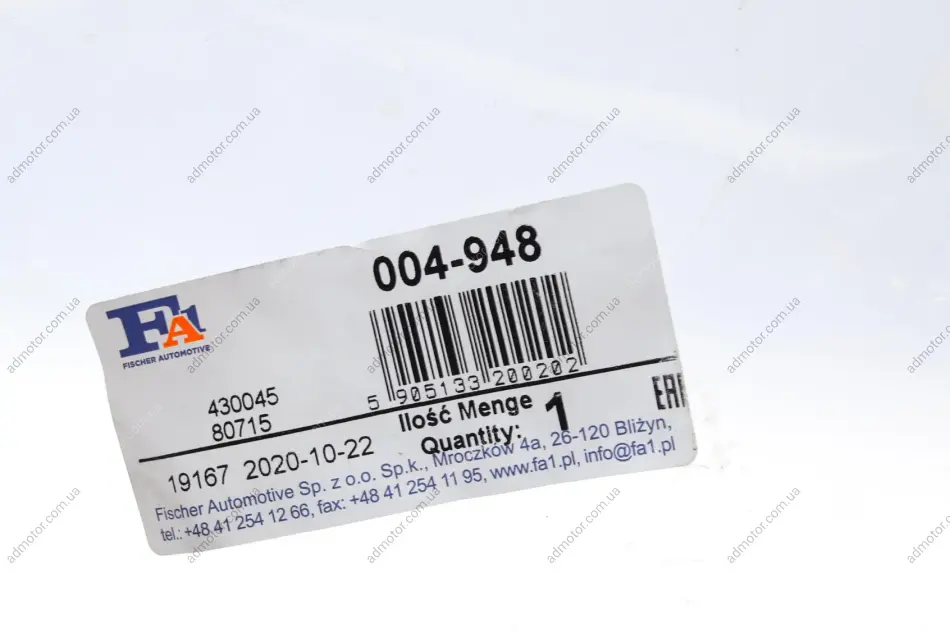 004-948
FA1
FISCHER AUTOMOTIVE
5 905133 200202
430045
80715
Ilość Menge
Quantity: 1
EAC
19167 2020-10-22
Fischer Automotive Sp. z o.o. Sp.k., Mroczków 4a, 26-120 Bliżyn,
tel.: +48 41 254 12 66, fax: +48 41 254 11 95, www.fa1.pl, info@fa1.pl
admotor.com.ua